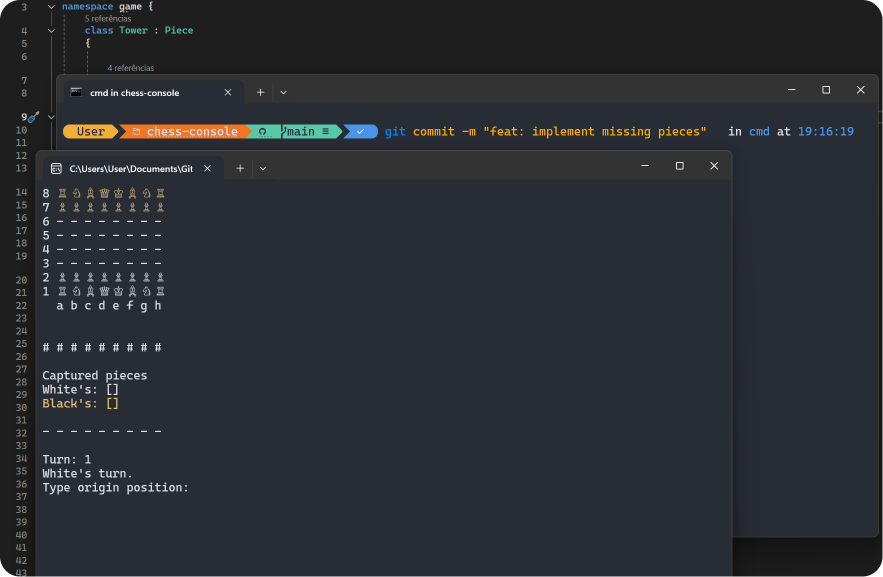 3 namespace game {
5 referências
4 class Tower : Piece
5 {
6
4 referências
7
8
9
10
11
12
13
14
15
16
17
18
19
20
21
22
23
24
25
26
27
28
29
30
31
32
33
34
35
36
37
38
39
40
41
42
43
cmd in chess-console
User chess-console main ≡ git commit -m "feat: implement missing pieces" in cmd at 19:16:19
C:\Users\User\Documents\Git
8 ♖ ♘ ♗ ♕ ♔ ♗ ♘ ♖
7 ♗ ♗ ♗ ♗ ♗ ♗ ♗ ♗
6 - - - - - - - -
5 - - - - - - - -
4 - - - - - - - -
3 - - - - - - - -
2 ♗ ♗ ♗ ♗ ♗ ♗ ♗ ♗
1 ♖ ♘ ♗ ♕ ♔ ♗ ♘ ♖
a b c d e f g h
# # # # # # # # #
Captured pieces
White's: []
Black's: []
- - - - - - - - -
Turn: 1
White's turn.
Type origin position: